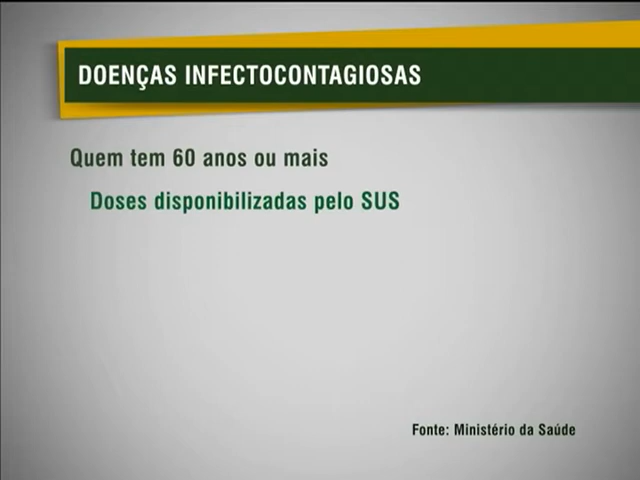 DOENÇAS INFECTOCONTAGIOSAS
Quem tem 60 anos ou mais
Doses disponibilizadas pelo SUS
Fonte: Ministério da Saúde